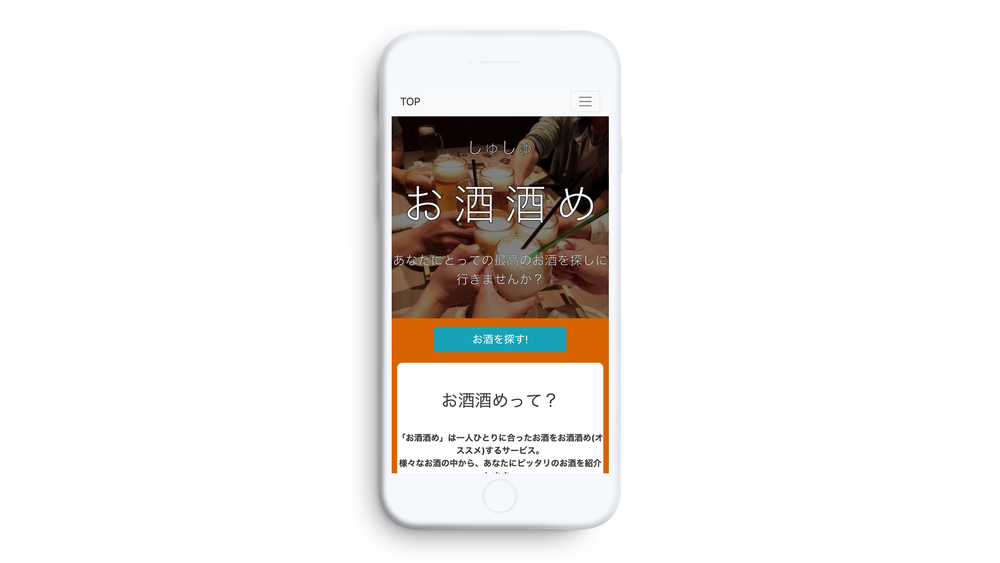 TOP
しゅしゅ
お酒酒め
あなたにとっての最高のお酒を探しに
行きませんか？
お酒を探す!
お酒酒めって？
「お酒酒め」は一人ひとりに合ったお酒をお酒酒め(オ
ススメ)するサービス。
様々なお酒の中から、あなたにピッタリのお酒を紹介